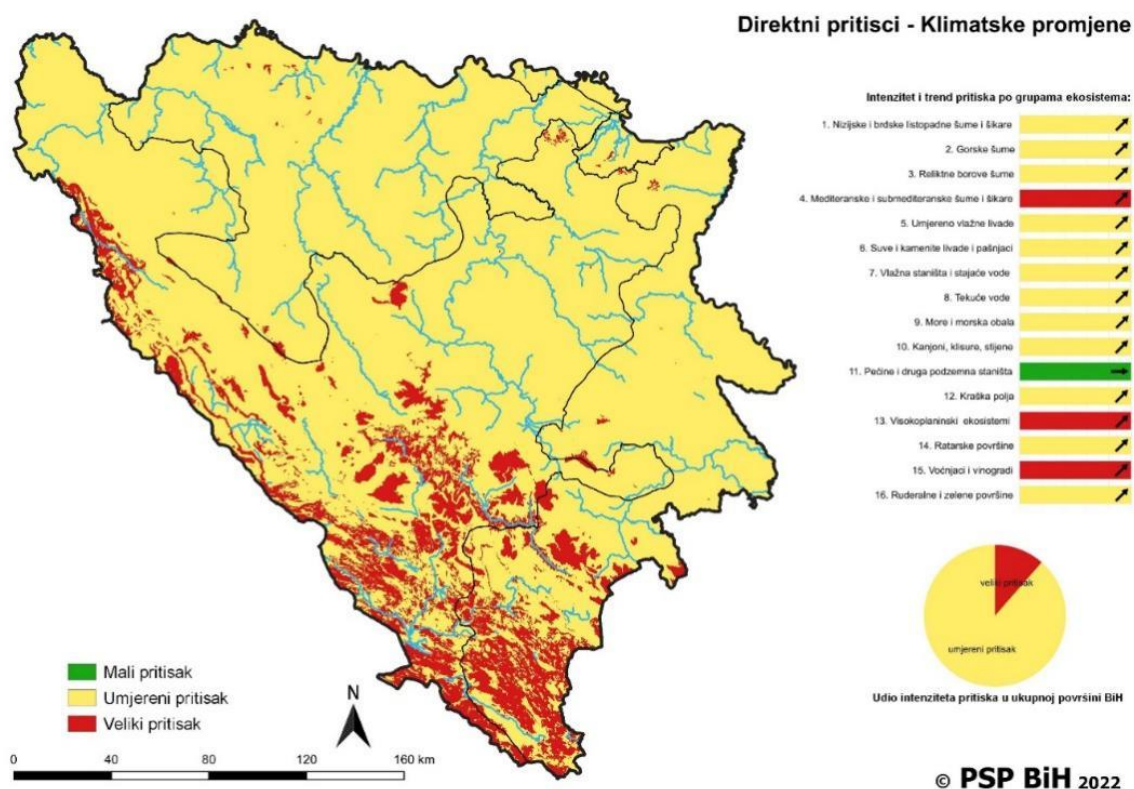 Direktni pritisci - Klimatske promjene
Intenzitet i trend pritiska po grupama ekosistema:
1. Nizijske i brdske listopadne šume i šikare
2. Gorske šume
3. Reliktne borove šume
4. Mediteranske i submediteranske šume i šikare
5. Umjereno vlažne livade
6. Suve i kamenite livade i pašnjaci
7. Vlažna staništa i stajaće vode
8. Tekuće vode
9. More i morska obala
10. Kanjoni, klisure, stijene
11. Pećine i druga podzemna staništa
12. Kraška polja
13. Visokoplaninski ekosistemi
14. Ratarske površine
15. Voćnjaci i vinogradi
16. Ruderalne i zelene površine
veliki pritisak
umjereni pritisak
Udio intenziteta pritiska u ukupnoj površini BiH
Mali pritisak
Umjereni pritisak
Veliki pritisak
N
0 40 80 120 160 km
© PSP BiH 2022